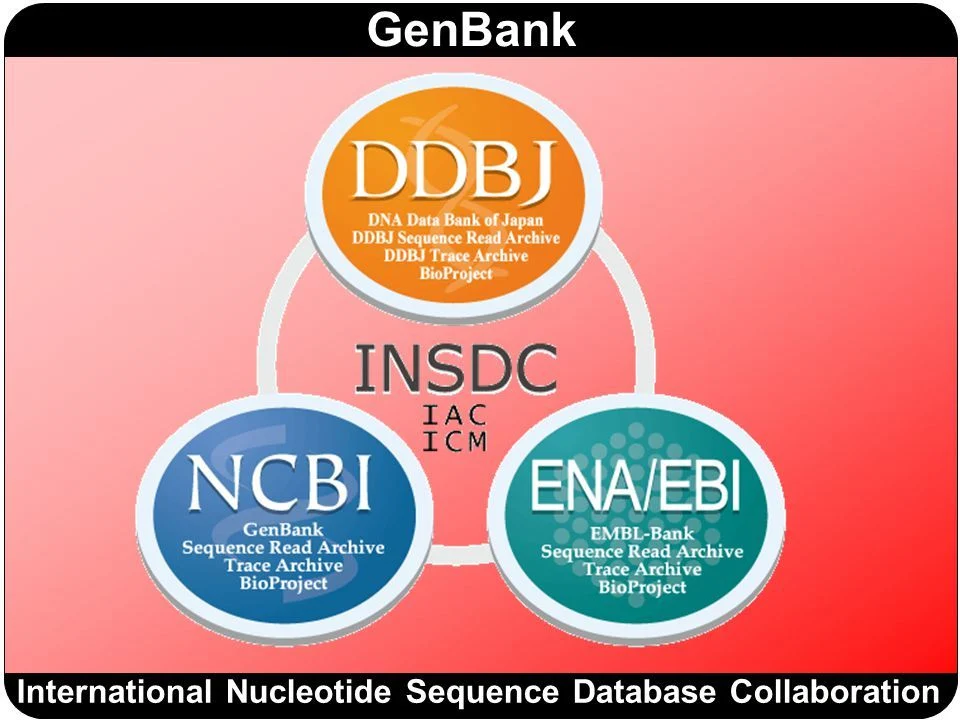 GenBank
DDBJ
DNA Data Bank of Japan
DDBJ Sequence Read Archive
DDBJ Trace Archive
BioProject
INSDC
IAC
ICM
NCBI
GenBank
Sequence Read Archive
Trace Archive
BioProject
ENA/EBI
EMBL-Bank
Sequence Read Archive
Trace Archive
BioProject
International Nucleotide Sequence Database Collaboration